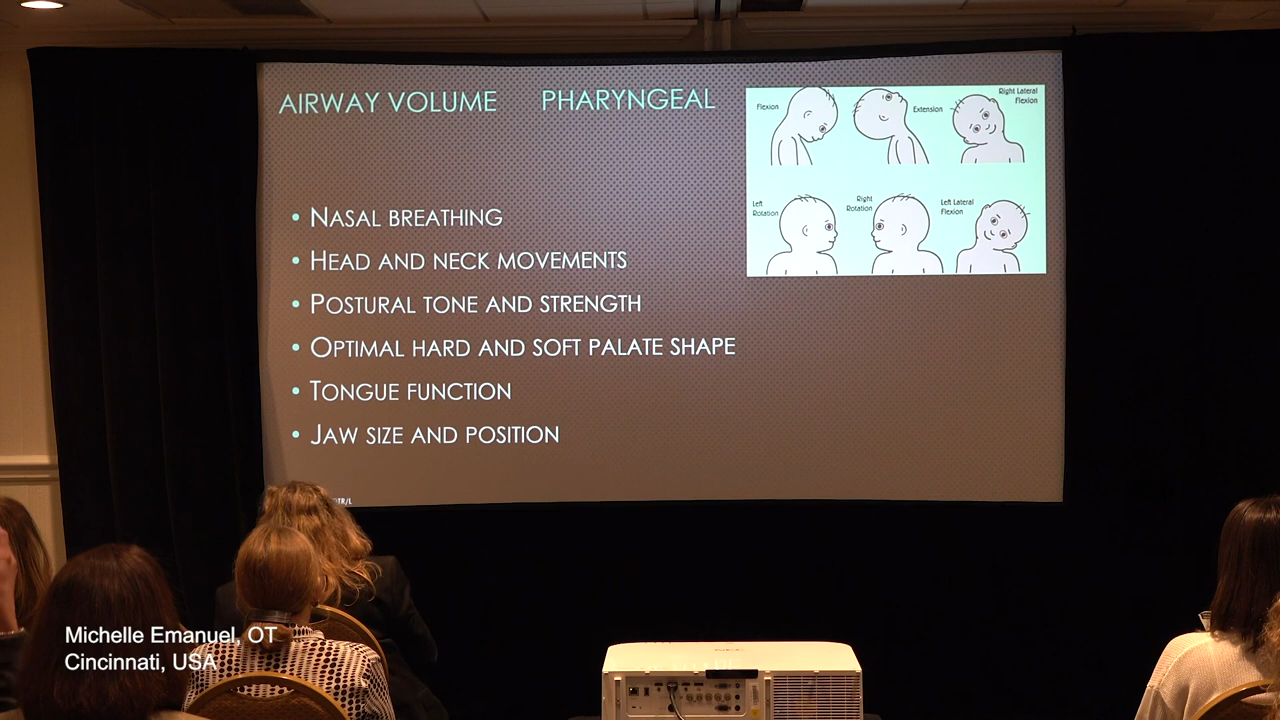 AIRWAY VOLUME PHARYNGEAL
Flexion
Extension
Right Lateral
Flexion
Left
Rotation
Right
Rotation
Left Lateral
Flexion
• NASAL BREATHING
• HEAD AND NECK MOVEMENTS
• POSTURAL TONE AND STRENGTH
• OPTIMAL HARD AND SOFT PALATE SHAPE
• TONGUE FUNCTION
• JAW SIZE AND POSITION
Michelle Emanuel, OT
Cincinnati, USA